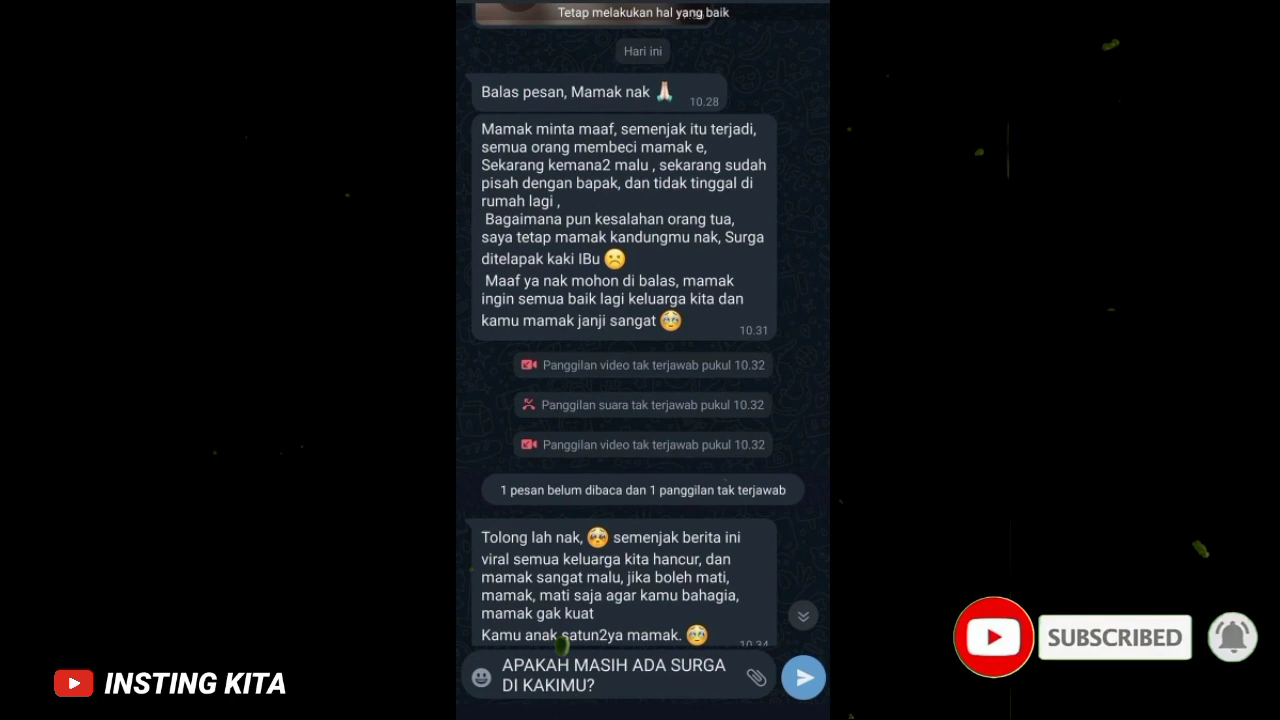 Tetap melakukan hal yang baik
Hari ini
Balas pesan, Mamak nak 🙏🏻
10.28
Mamak minta maaf, semenjak itu terjadi,
semua orang membeci mamak e,
Sekarang kemana2 malu , sekarang sudah
pisah dengan bapak, dan tidak tinggal di
rumah lagi ,
Bagaimana pun kesalahan orang tua,
saya tetap mamak kandungmu nak, Surga
ditelapak kaki IBu ☹️
Maaf ya nak mohon di balas, mamak
ingin semua baik lagi keluarga kita dan
kamu mamak janji sangat 🥹
10.31
Panggilan video tak terjawab pukul 10.32
Panggilan suara tak terjawab pukul 10.32
Panggilan video tak terjawab pukul 10.32
1 pesan belum dibaca dan 1 panggilan tak terjawab
Tolong lah nak, 🥹 semenjak berita ini
viral semua keluarga kita hancur, dan
mamak sangat malu, jika boleh mati,
mamak, mati saja agar kamu bahagia,
mamak gak kuat
Kamu anak satun2ya mamak. 🥹
10.34
APAKAH MASIH ADA SURGA
DI KAKIMU?
SUBSCRIBED
INSTING KITA